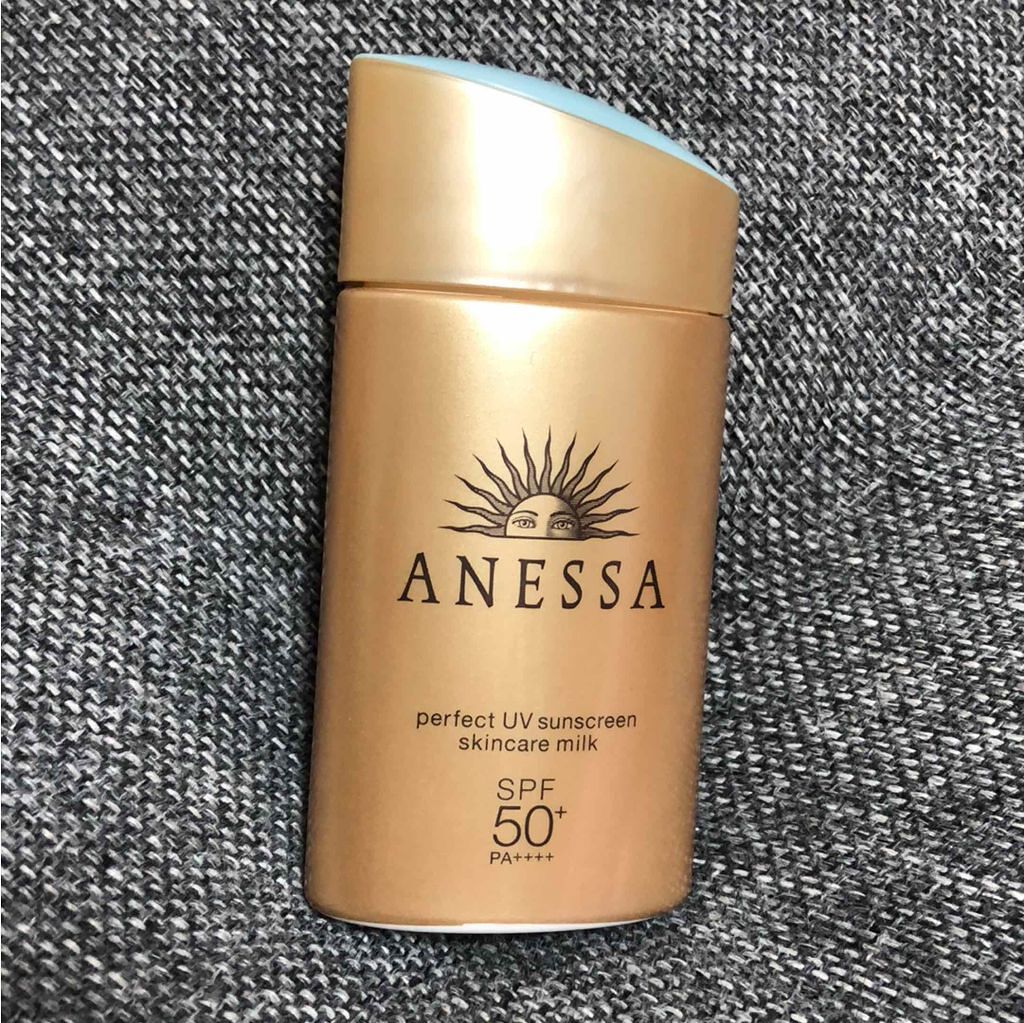 ANESSA
perfect UV sunscreen
skincare milk
SPF
50+
PA++++